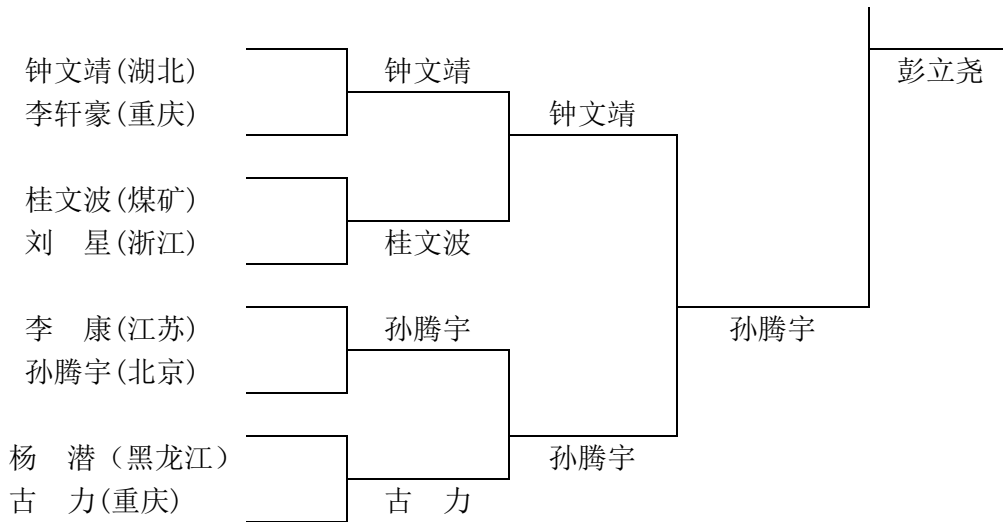 彭立尧
钟文靖(湖北)
李轩豪(重庆)
钟文靖
钟文靖
桂文波(煤矿)
刘　星(浙江)
桂文波
李　康(江苏)
孙腾宇(北京)
孙腾宇
孙腾宇
杨　潜（黑龙江）
古　力(重庆)
古　力
孙腾宇